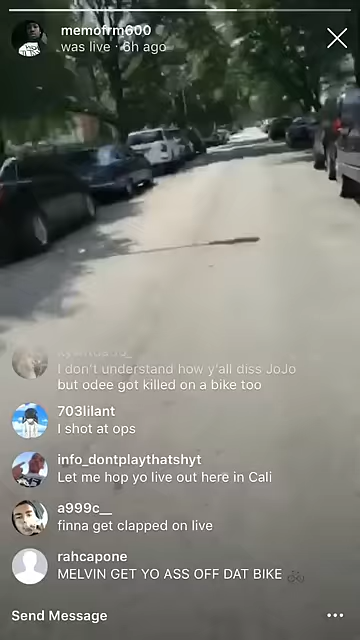 memofrm600
was live · 6h ago
I don't understand how y'all diss JoJo
but odee got killed on a bike too
703lilant
I shot at ops
info_dontplaythatshyt
Let me hop yo live out here in Cali
a999c__
finna get clapped on live
rahcapone
MELVIN GET YO ASS OFF DAT BIKE 🚲
Send Message